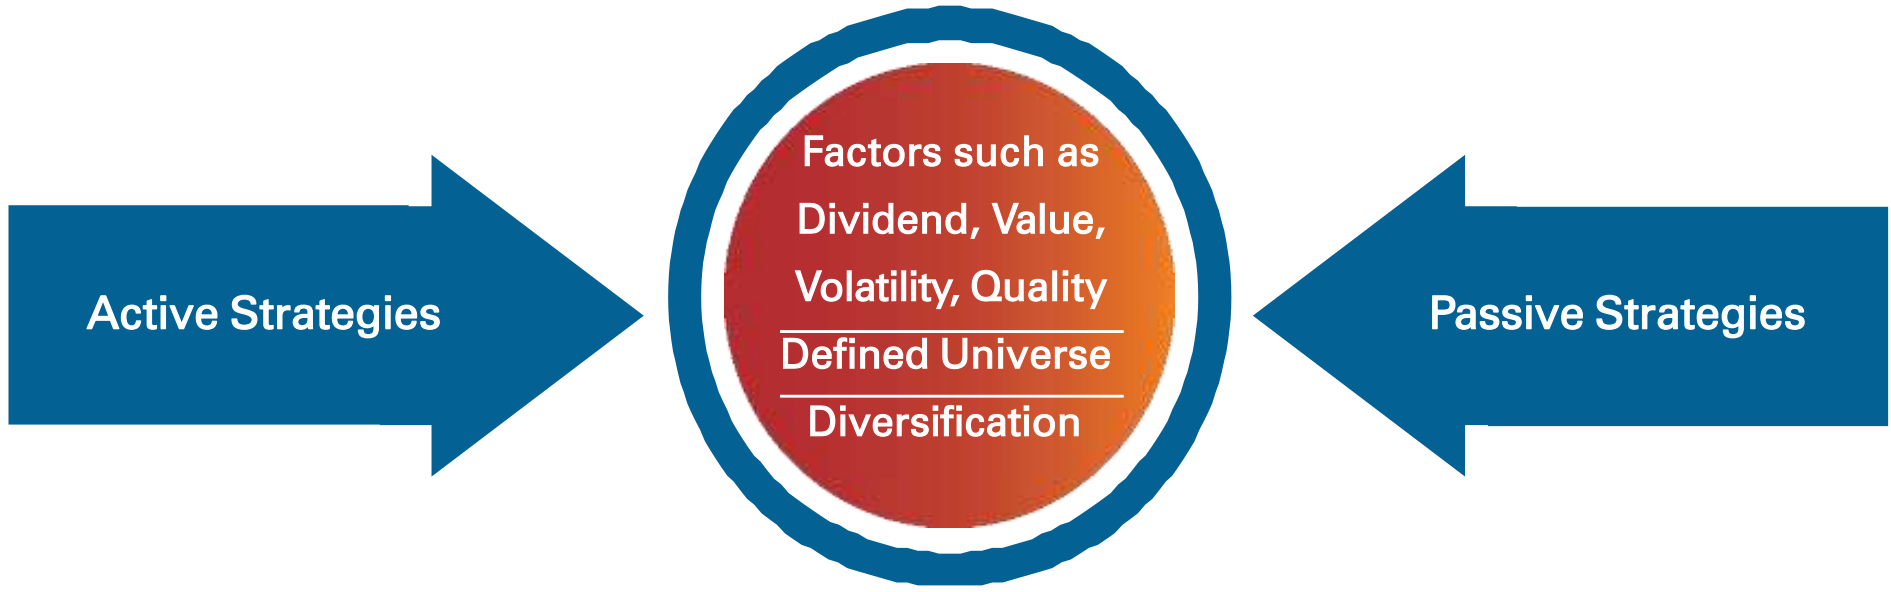 Active Strategies
Factors such as
Dividend, Value,
Volatility, Quality
Defined Universe
Diversification
Passive Strategies